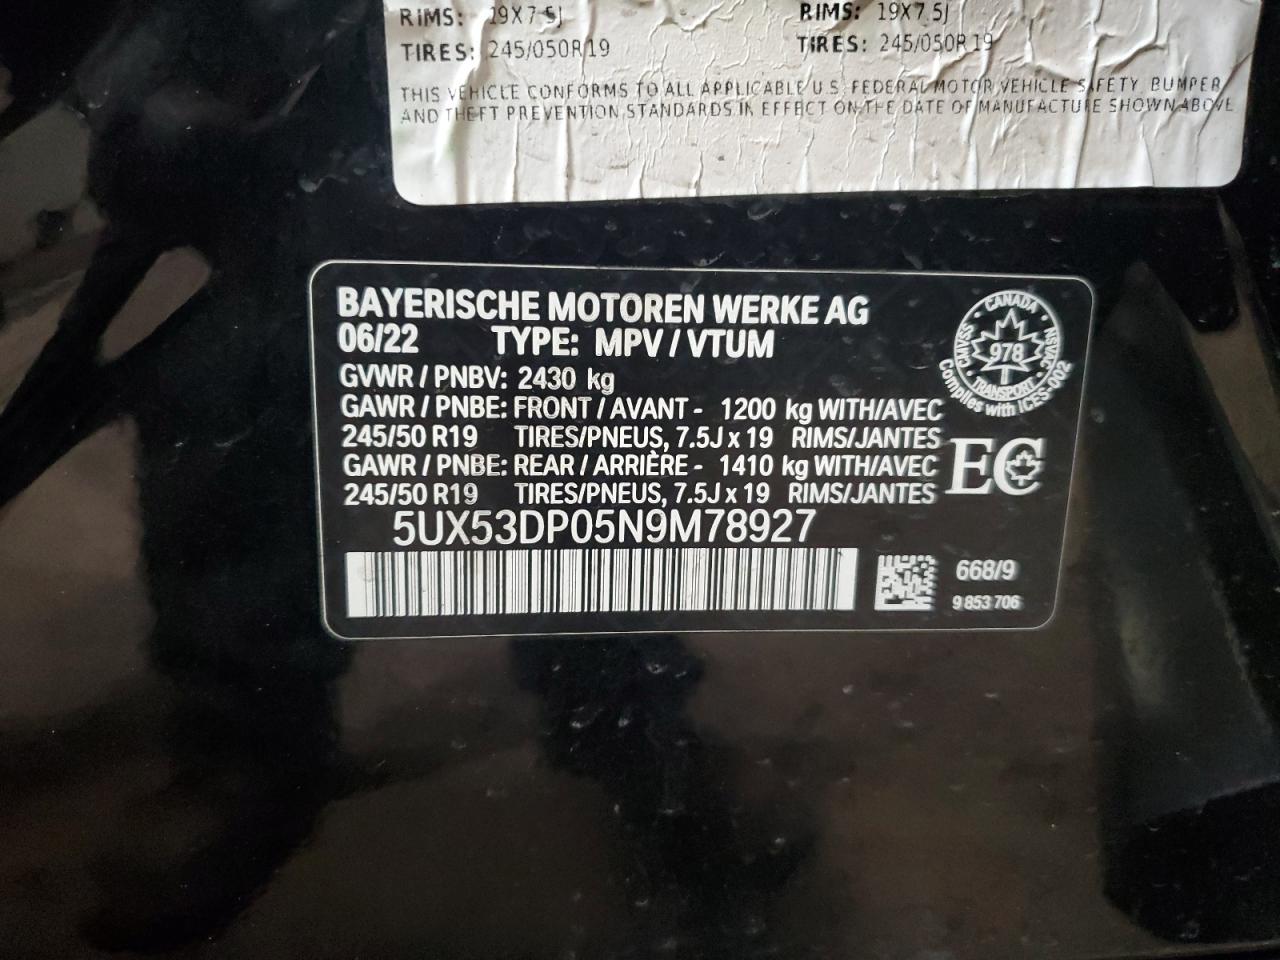 RIMS: 19X7.5J RIMS: 19X7.5J
TIRES: 245/050R19 TIRES: 245/050R19
THIS VEHICLE CONFORMS TO ALL APPLICABLE U.S. FEDERAL MOTOR VEHICLE SAFETY, BUMPER
AND THEFT PREVENTION STANDARDS IN EFFECT ON THE DATE OF MANUFACTURE SHOWN ABOVE
BAYERISCHE MOTOREN WERKE AG
06/22 TYPE: MPV / VTUM
GVWR / PNBV: 2430 kg
GAWR / PNBE: FRONT / AVANT - 1200 kg WITH/AVEC
245/50 R19 TIRES/PNEUS, 7.5J x 19 RIMS/JANTES
GAWR / PNBE: REAR / ARRIÈRE - 1410 kg WITH/AVEC
245/50 R19 TIRES/PNEUS, 7.5J x 19 RIMS/JANTES
5UX53DP05N9M78927
CANADA
CMVSS NSVAC
978
TRANSPORT
Complies with ICES-002
EC
668/9
9 853 706